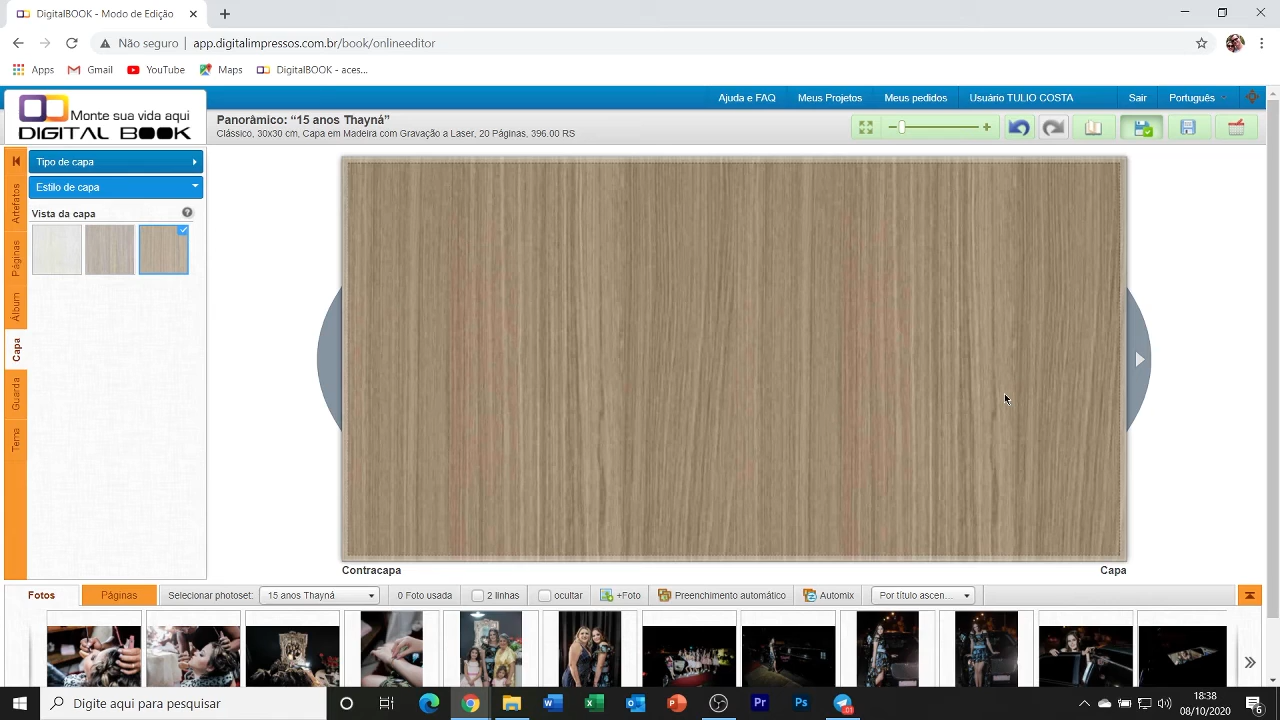 DigitalBOOK - Modo de Edição
Não seguro | app.digitalimpressos.com.br/book/onlineeditor
Apps Gmail YouTube Maps DigitalBOOK - aces...
Monte sua vida aqui
DIGITAL BOOK
Ajuda e FAQ Meus Projetos Meus pedidos Usuário TULIO COSTA Sair Português
Panorâmico: “15 anos Thayná”
Clássico, 30x30 cm, Capa em Madeira com Gravação a Laser, 20 Páginas, 396.00 RS
Tipo de capa
Estilo de capa
Vista da capa
Artefatos
Páginas
Álbum
Capa
Guarda
Tema
Contracapa Capa
Fotos Páginas Selecionar photoset: 15 anos Thayná 0 Foto usada 2 linhas ocultar +Foto Preenchimento automático Automix Por título ascen...
Digite aqui para pesquisar
18:38
08/10/2020
6